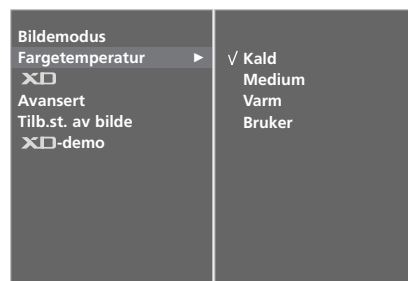 Bildemodus
Fargetemperatur ►
XD
Avansert
Tilb.st. av bilde
XD-demo
√ Kald
Medium
Varm
Bruker